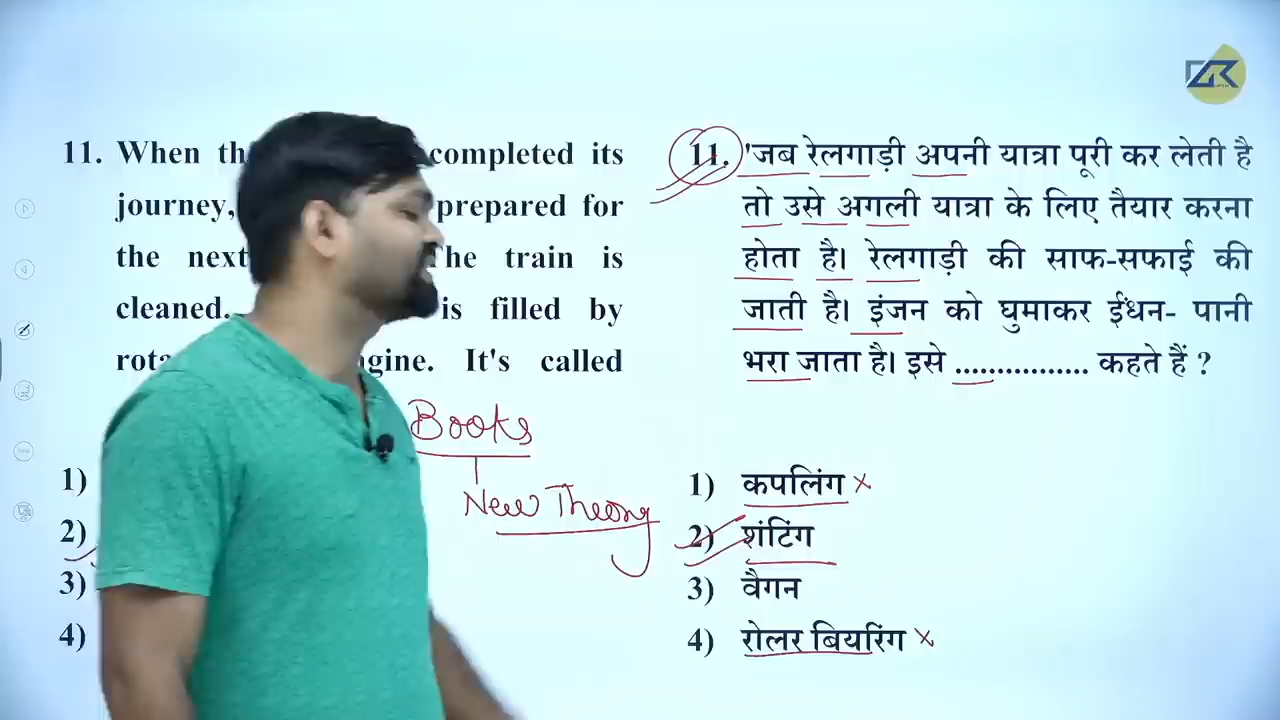 11. When th completed its
journey, prepared for
the next he train is
cleaned. is filled by
rota gine. It's called
1)
2)
3)
4)
Books
New Theory
11. 'जब रेलगाड़ी अपनी यात्रा पूरी कर लेती है
तो उसे अगली यात्रा के लिए तैयार करना
होता है। रेलगाड़ी की साफ-सफाई की
जाती है। इंजन को घुमाकर ईंधन- पानी
भरा जाता है। इसे ................ कहते हैं ?
1) कपलिंग ×
2) शंटिंग
3) वैगन
4) रोलर बियरिंग ×